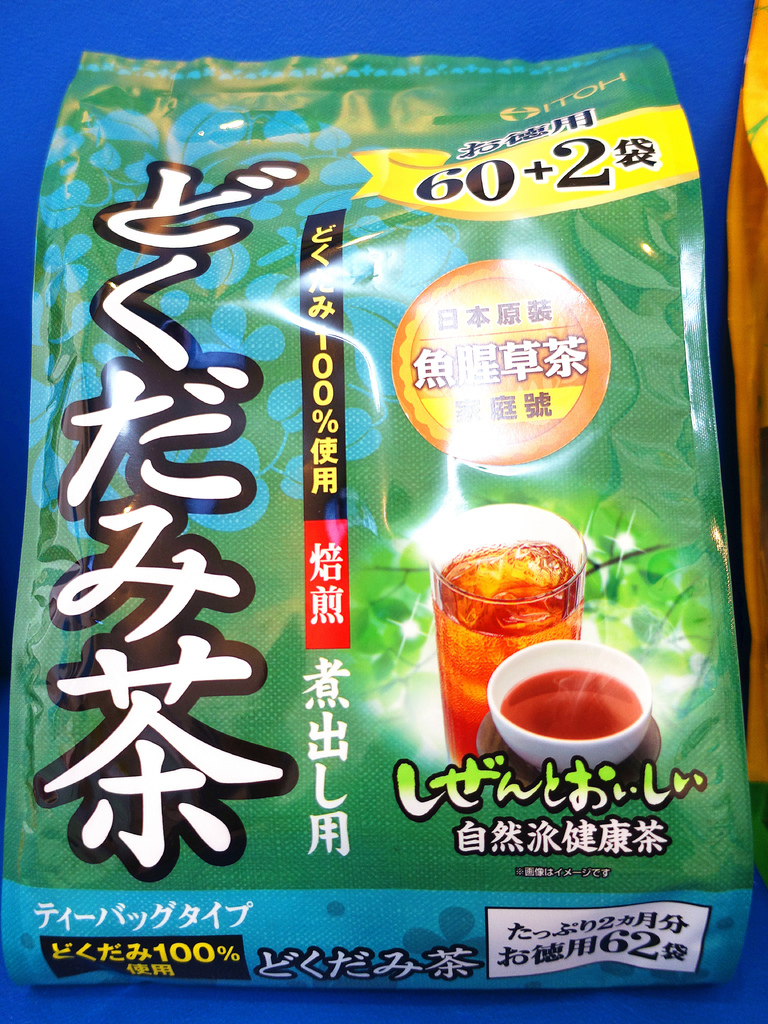 ITOH
お徳用
60+2袋
どくだみ茶
どくだみ100%使用
焙煎
煮出し用
日本原裝
魚腥草茶
家庭號
しぜんとおいしい
自然派健康茶
※画像はイメージです
ティーバッグタイプ
どくだみ100%
使用
どくだみ茶
たっぷり2ヵ月分
お徳用62袋